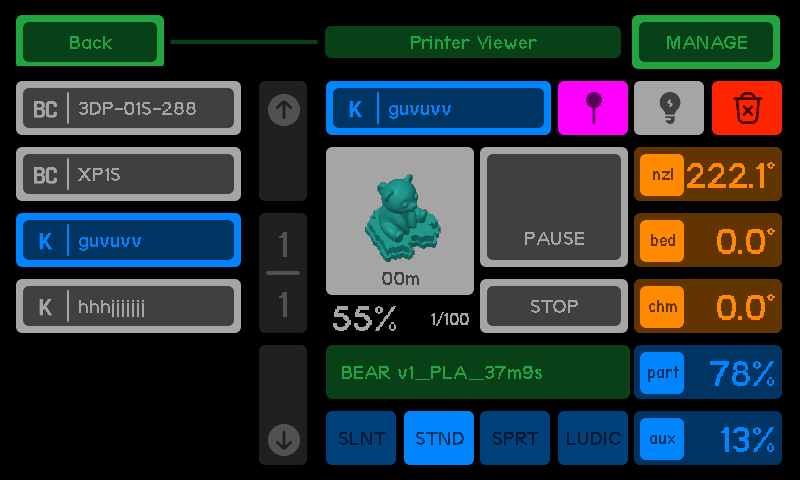 Back
Printer Viewer
MANAGE
BC 3DP-01S-288
BC XP1S
K guvuvv
K hhhjjjjjjj
1
1
K guvuvv
00m
55% 1/100
PAUSE
STOP
BEAR v1_PLA_37m9s
SLNT STND SPRT LUDIC
nzl 222.1°
bed 0.0°
chm 0.0°
part 78%
aux 13%